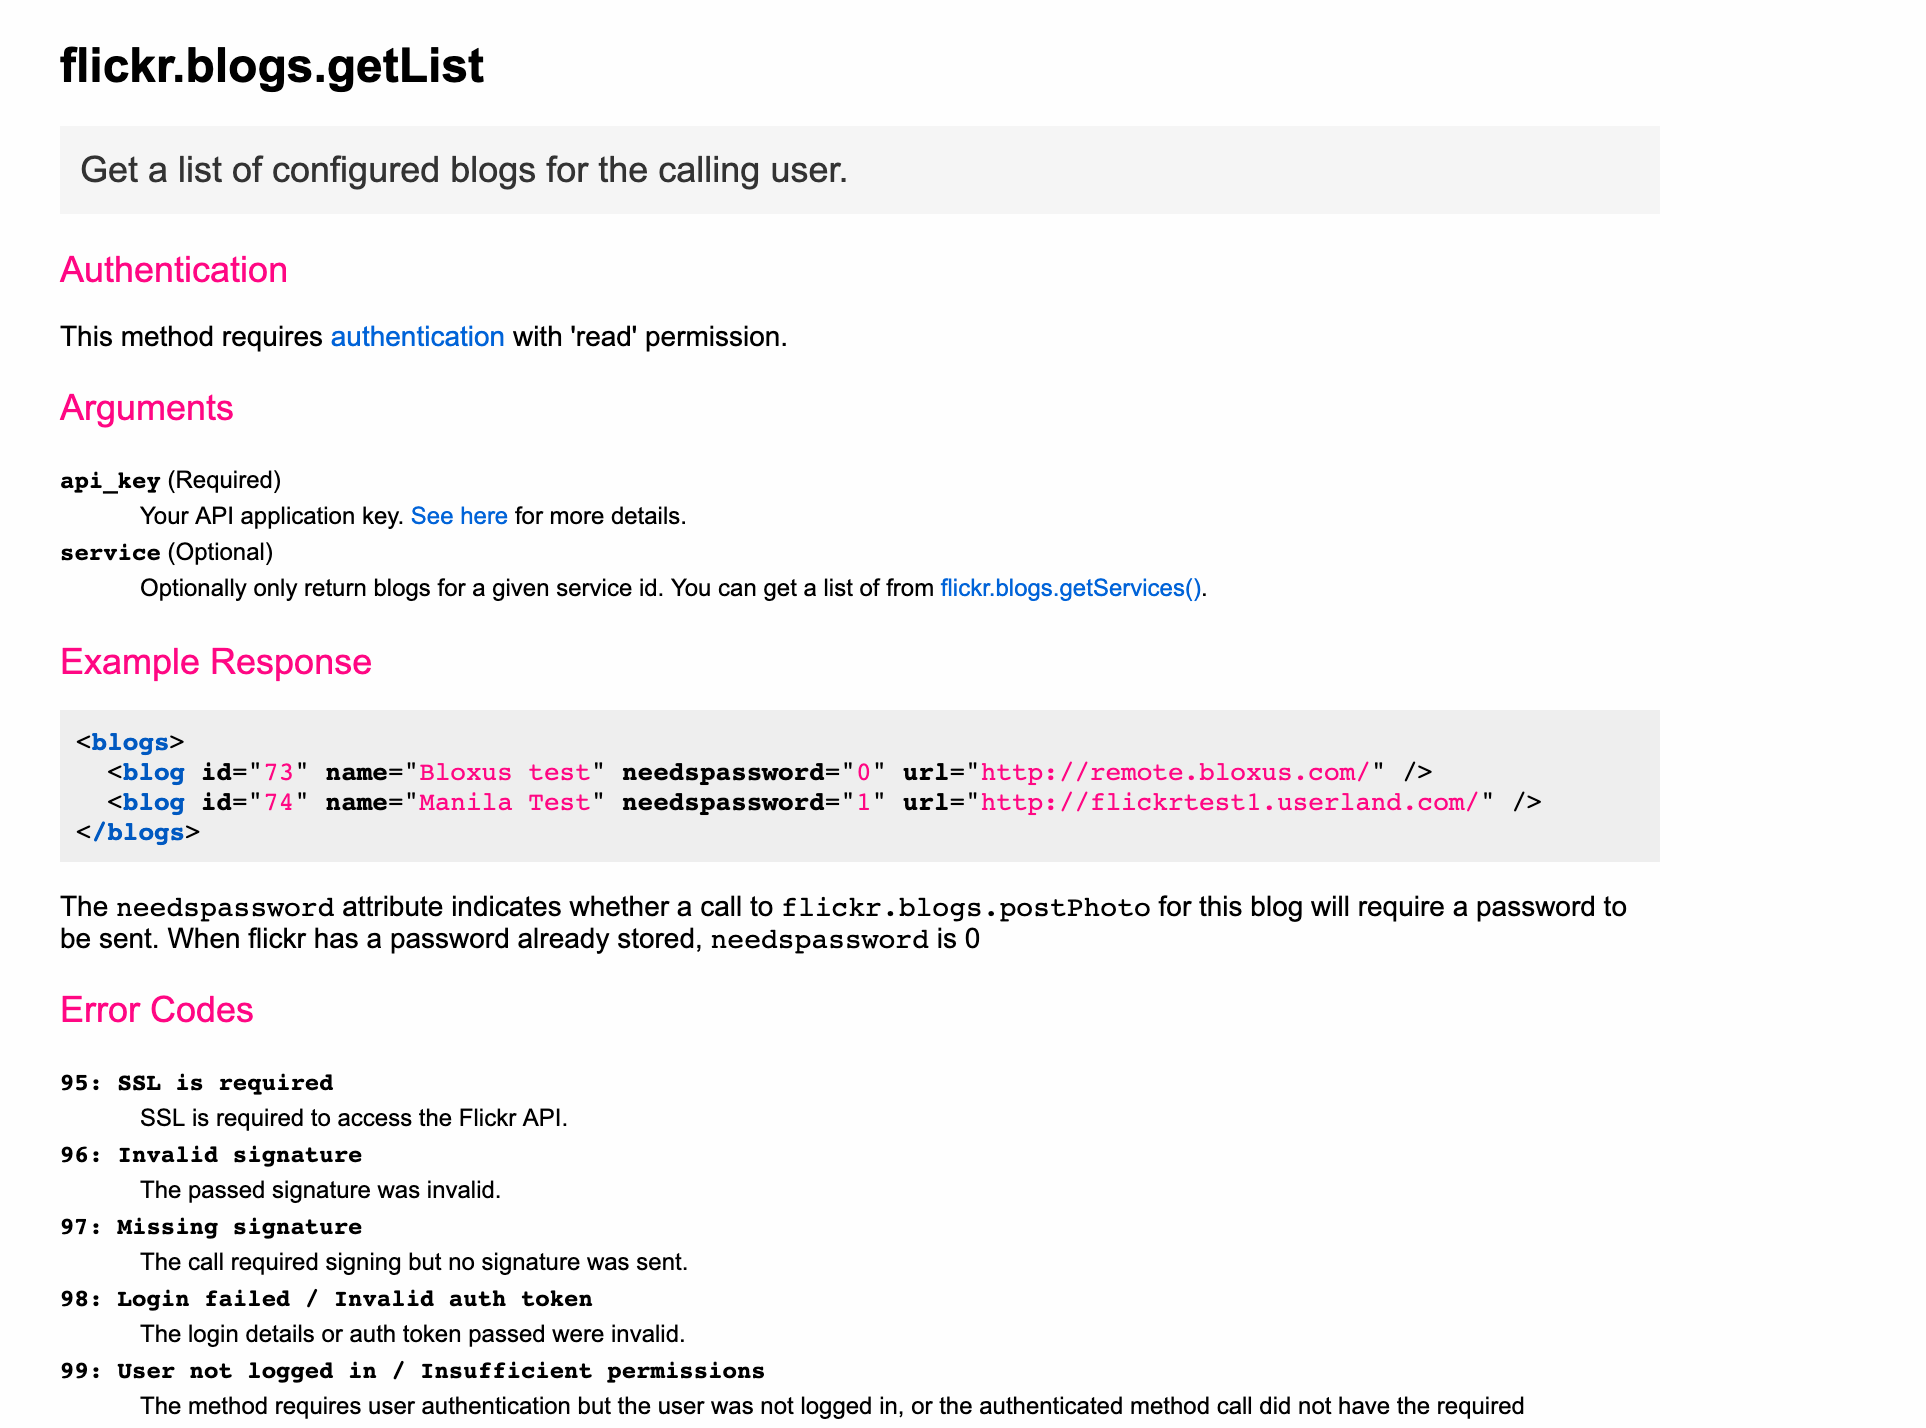 flickr.blogs.getList
Get a list of configured blogs for the calling user.
Authentication
This method requires authentication with 'read' permission.
Arguments
api_key (Required)
Your API application key. See here for more details.
service (Optional)
Optionally only return blogs for a given service id. You can get a list of from flickr.blogs.getServices().
Example Response
<blogs>
  <blog id="73" name="Bloxus test" needspassword="0" url="http://remote.bloxus.com/" />
  <blog id="74" name="Manila Test" needspassword="1" url="http://flickrtest1.userland.com/" />
</blogs>
The needspassword attribute indicates whether a call to flickr.blogs.postPhoto for this blog will require a password to
be sent. When flickr has a password already stored, needspassword is 0
Error Codes
95: SSL is required
SSL is required to access the Flickr API.
96: Invalid signature
The passed signature was invalid.
97: Missing signature
The call required signing but no signature was sent.
98: Login failed / Invalid auth token
The login details or auth token passed were invalid.
99: User not logged in / Insufficient permissions
The method requires user authentication but the user was not logged in, or the authenticated method call did not have the required